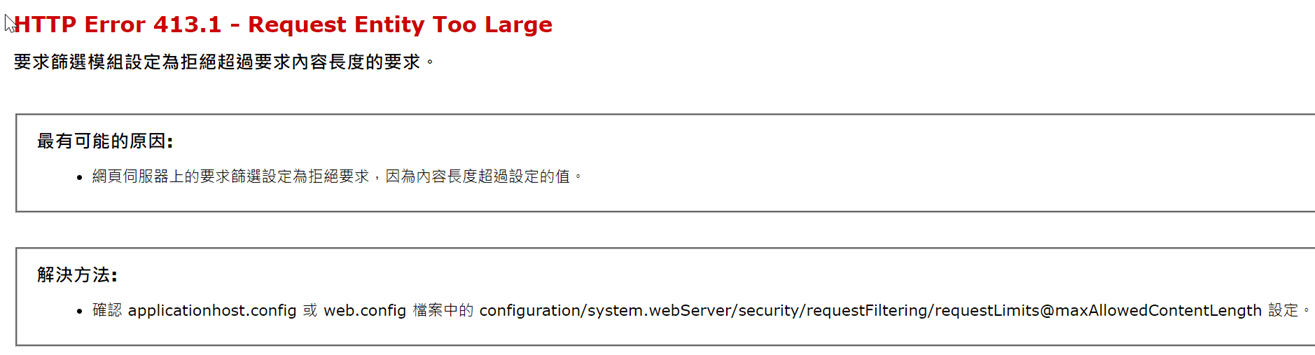 HTTP Error 413.1 - Request Entity Too Large
要求篩選模組設定為拒絕超過要求內容長度的要求。
最有可能的原因:
• 網頁伺服器上的要求篩選設定為拒絕要求，因為內容長度超過設定的值。
解決方法:
• 確認 applicationhost.config 或 web.config 檔案中的 configuration/system.webServer/security/requestFiltering/requestLimits@maxAllowedContentLength 設定。